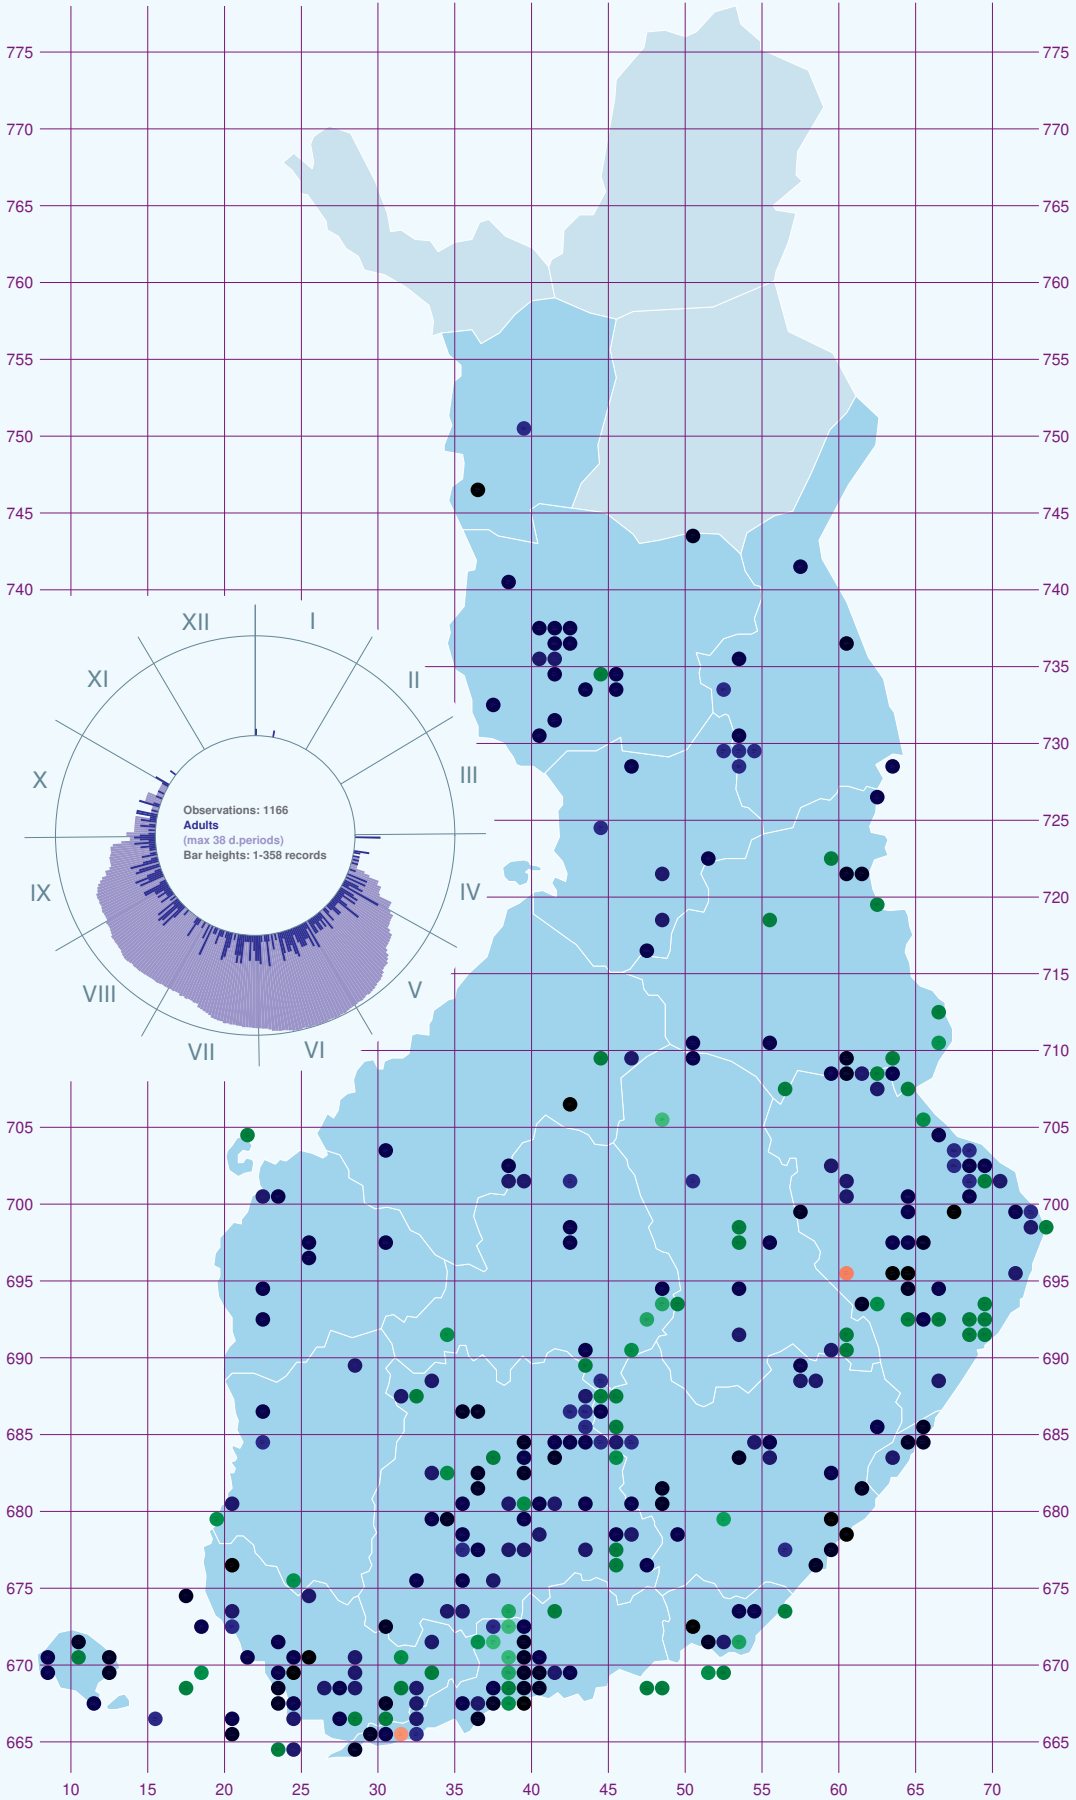 775 775
770 770
765 765
760 760
755 755
750 750
745 745
740 740
XII I
XI II
735 735
730 730
X III
Observations: 1166
Adults
(max 38 d.periods)
Bar heights: 1-358 records
725 725
IX IV
720 720
VIII V
715 715
VII VI
710 710
705 705
700 700
695 695
690 690
685 685
680 680
675 675
670 670
665 665
10 15 20 25 30 35 40 45 50 55 60 65 70